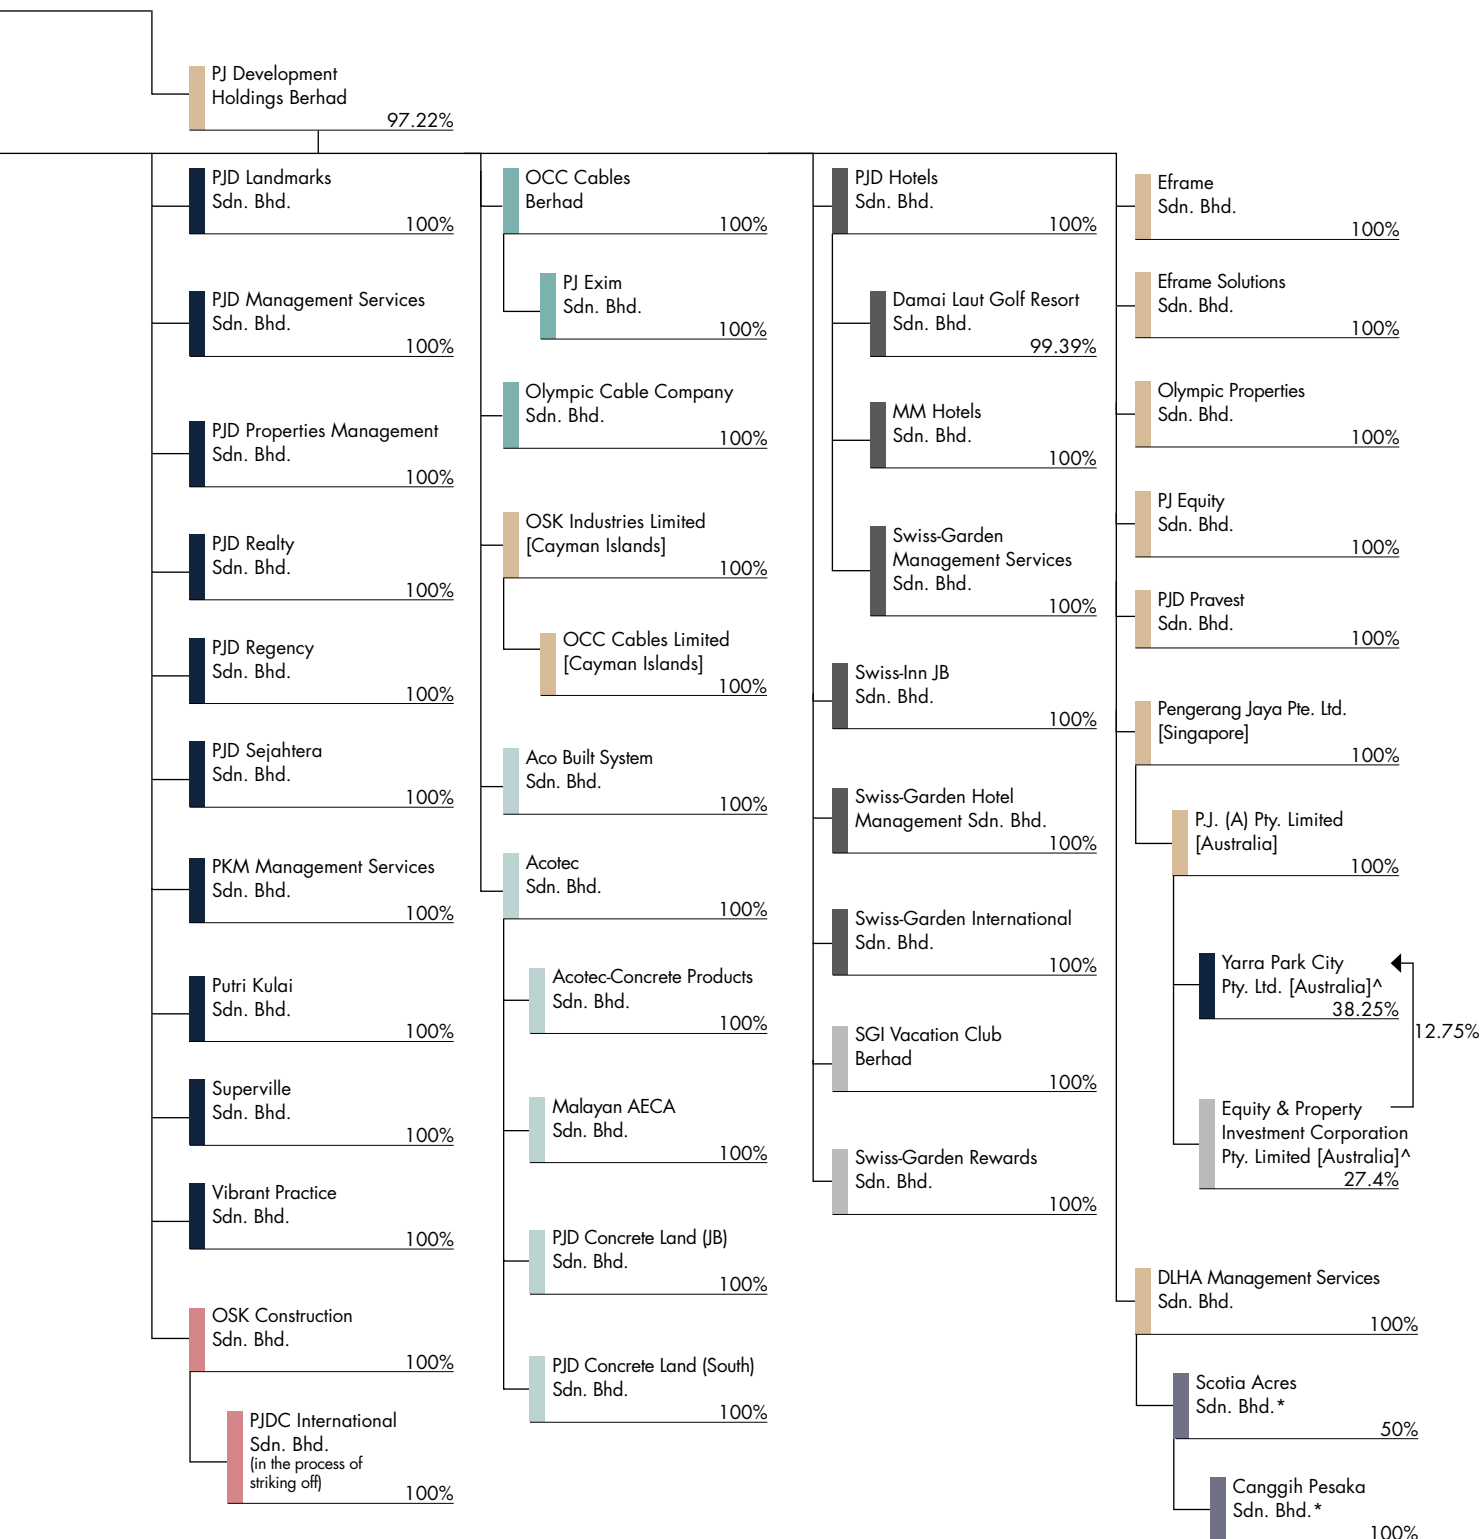 PJ Development
Holdings Berhad
97.22%
PJD Landmarks
Sdn. Bhd.
100%
PJD Management Services
Sdn. Bhd.
100%
PJD Properties Management
Sdn. Bhd.
100%
PJD Realty
Sdn. Bhd.
100%
PJD Regency
Sdn. Bhd.
100%
PJD Sejahtera
Sdn. Bhd.
100%
PKM Management Services
Sdn. Bhd.
100%
Putri Kulai
Sdn. Bhd.
100%
Superville
Sdn. Bhd.
100%
Vibrant Practice
Sdn. Bhd.
100%
OSK Construction
Sdn. Bhd.
100%
PJDC International
Sdn. Bhd.
(in the process of
striking off)
100%
OCC Cables
Berhad
100%
PJ Exim
Sdn. Bhd.
100%
Olympic Cable Company
Sdn. Bhd.
100%
OSK Industries Limited
[Cayman Islands]
100%
OCC Cables Limited
[Cayman Islands]
100%
Aco Built System
Sdn. Bhd.
100%
Acotec
Sdn. Bhd.
100%
Acotec-Concrete Products
Sdn. Bhd.
100%
Malayan AECA
Sdn. Bhd.
100%
PJD Concrete Land (JB)
Sdn. Bhd.
100%
PJD Concrete Land (South)
Sdn. Bhd.
100%
PJD Hotels
Sdn. Bhd.
100%
Damai Laut Golf Resort
Sdn. Bhd.
99.39%
MM Hotels
Sdn. Bhd.
100%
Swiss-Garden
Management Services
Sdn. Bhd.
100%
Swiss-Inn JB
Sdn. Bhd.
100%
Swiss-Garden Hotel
Management Sdn. Bhd.
100%
Swiss-Garden International
Sdn. Bhd.
100%
SGI Vacation Club
Berhad
100%
Swiss-Garden Rewards
Sdn. Bhd.
100%
Eframe
Sdn. Bhd.
100%
Eframe Solutions
Sdn. Bhd.
100%
Olympic Properties
Sdn. Bhd.
100%
PJ Equity
Sdn. Bhd.
100%
PJD Pravest
Sdn. Bhd.
100%
Pengerang Jaya Pte. Ltd.
[Singapore]
100%
P.J. (A) Pty. Limited
[Australia]
100%
Yarra Park City
Pty. Ltd. [Australia]^
38.25%
12.75%
Equity & Property
Investment Corporation
Pty. Limited [Australia]^
27.4%
DLHA Management Services
Sdn. Bhd.
100%
Scotia Acres
Sdn. Bhd.*
50%
Canggih Pesaka
Sdn. Bhd.*
100%